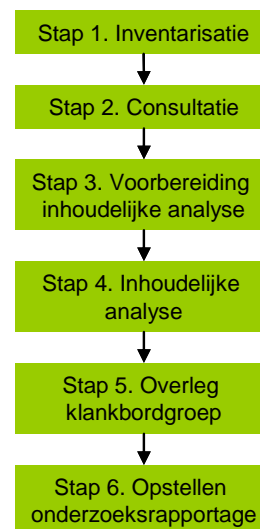 Stap 1. Inventarisatie
Stap 2. Consultatie
Stap 3. Voorbereiding
inhoudelijke analyse
Stap 4. Inhoudelijke
analyse
Stap 5. Overleg
klankbordgroep
Stap 6. Opstellen
onderzoeksrapportage